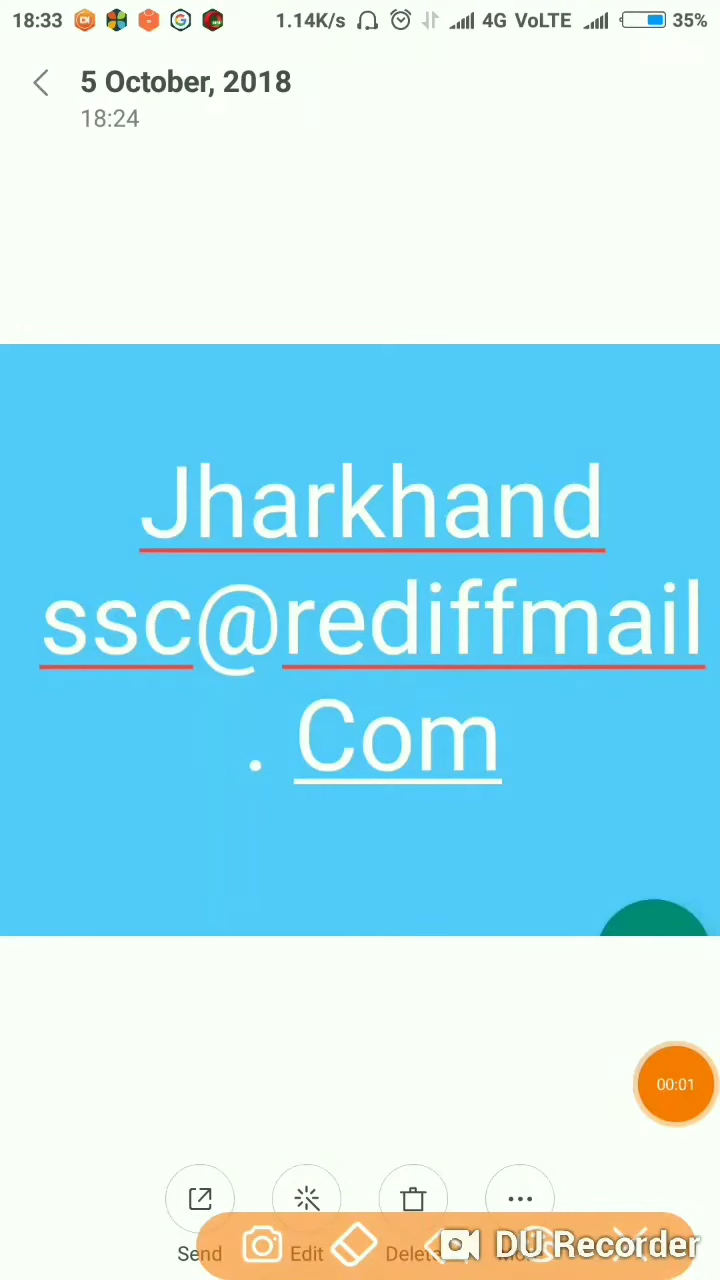 18:33 1.14K/s 4G VoLTE 35%
5 October, 2018
18:24
Jharkhand
ssc@rediffmail
. Com
00:01
Send Edit Delete
DU Recorder